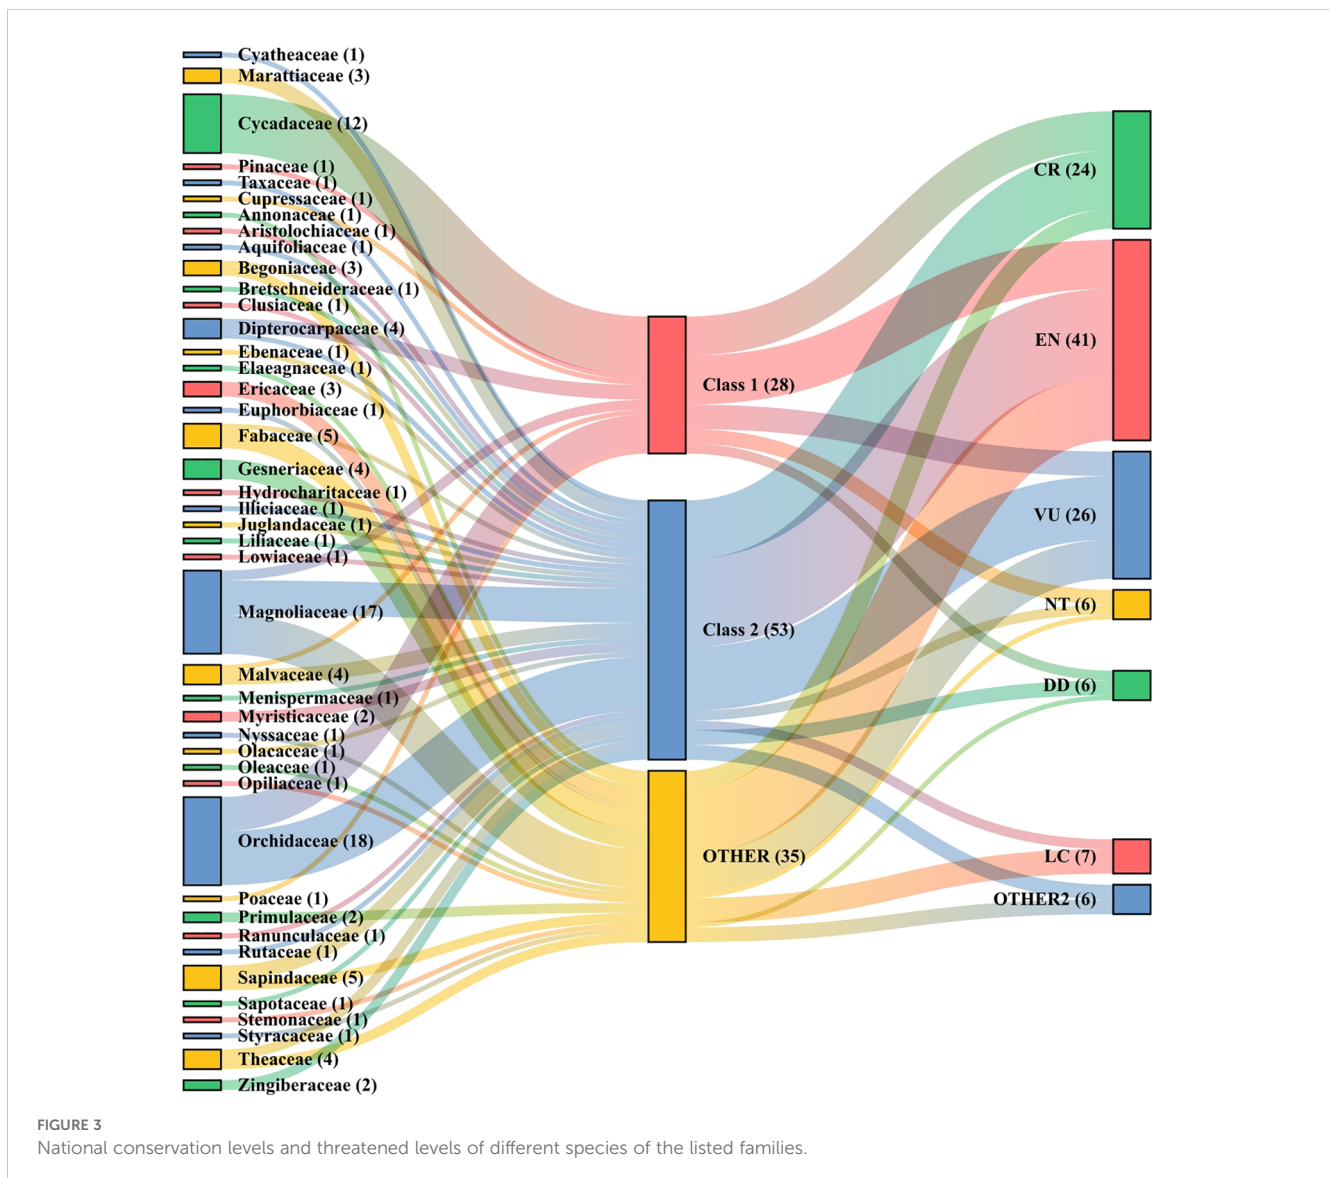 Cyatheaceae (1)
Marattiaceae (3)
Cycadaceae (12)
Pinaceae (1)
Taxaceae (1)
Cupressaceae (1)
Annonaceae (1)
Aristolochiaceae (1)
Aquifoliaceae (1)
Begoniaceae (3)
Bretschneideraceae (1)
Clusiaceae (1)
Dipterocarpaceae (4)
Ebenaceae (1)
Elaeagnaceae (1)
Ericaceae (3)
Euphorbiaceae (1)
Fabaceae (5)
Gesneriaceae (4)
Hydrocharitaceae (1)
Illiciaceae (1)
Juglandaceae (1)
Liliaceae (1)
Lowiaceae (1)
Magnoliaceae (17)
Malvaceae (4)
Menispermaceae (1)
Myristicaceae (2)
Nyssaceae (1)
Olacaceae (1)
Oleaceae (1)
Opiliaceae (1)
Orchidaceae (18)
Poaceae (1)
Primulaceae (2)
Ranunculaceae (1)
Rutaceae (1)
Sapindaceae (5)
Sapotaceae (1)
Stemonaceae (1)
Styracaceae (1)
Theaceae (4)
Zingiberaceae (2)
Class 1 (28)
Class 2 (53)
OTHER (35)
CR (24)
EN (41)
VU (26)
NT (6)
DD (6)
LC (7)
OTHER2 (6)
FIGURE 3
National conservation levels and threatened levels of different species of the listed families.